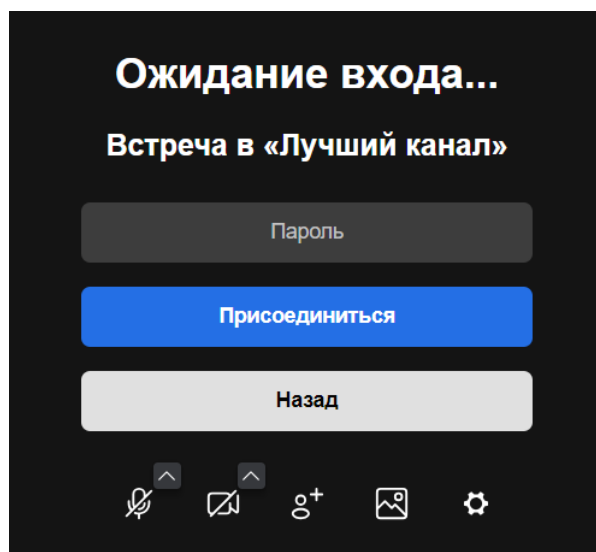 Ожидание входа...
Встреча в «Лучший канал»
Пароль
Присоединиться
Назад